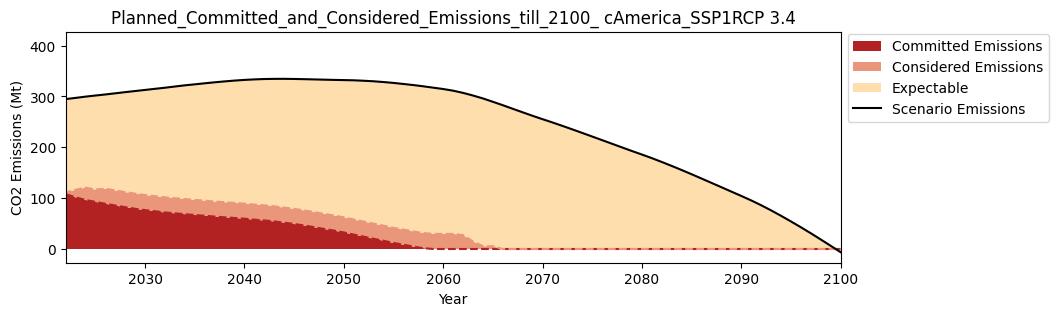 Planned_Committed_and_Considered_Emissions_till_2100_ cAmerica_SSP1RCP 3.4
400
300
200
100
0
CO2 Emissions (Mt)
2030 2040 2050 2060 2070 2080 2090 2100
Year
Committed Emissions
Considered Emissions
Expectable
Scenario Emissions